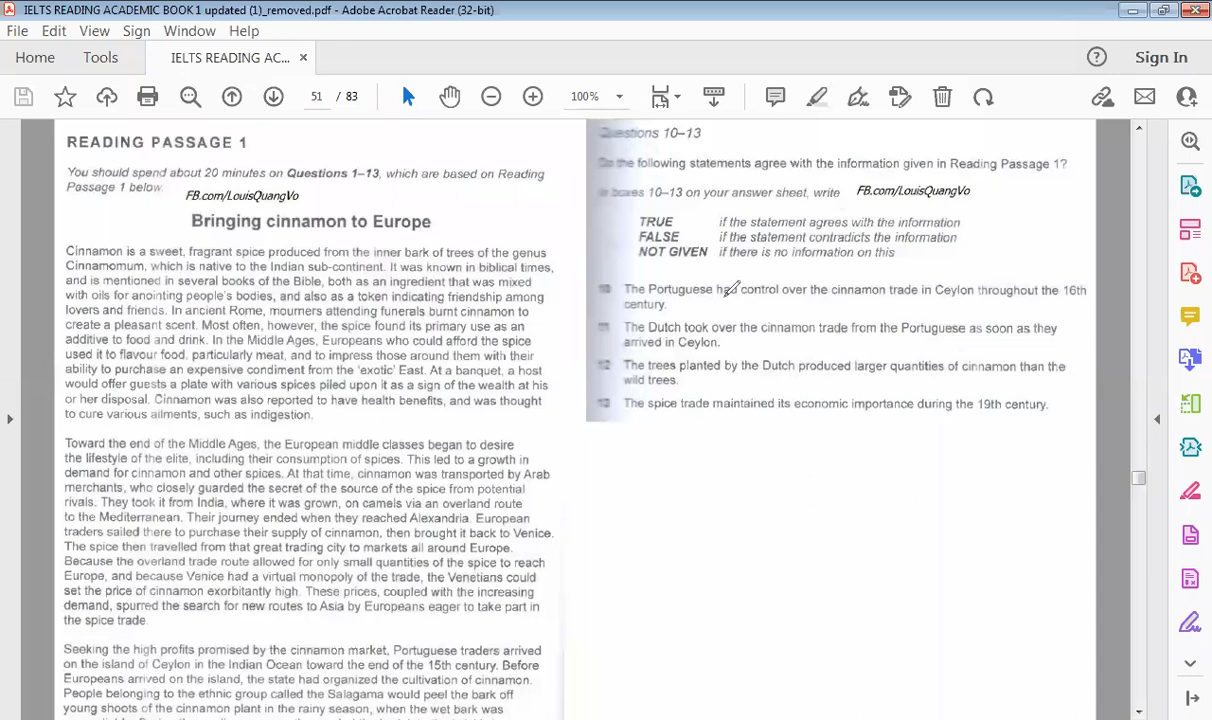 IELTS READING ACADEMIC BOOK 1 updated (1)_removed.pdf - Adobe Acrobat Reader (32-bit)
File Edit View Sign Window Help
Home Tools IELTS READING AC... × Sign In
51 / 83 100%
READING PASSAGE 1
You should spend about 20 minutes on Questions 1–13, which are based on Reading
Passage 1 below.
FB.com/LouisQuangVo
Bringing cinnamon to Europe
Cinnamon is a sweet, fragrant spice produced from the inner bark of trees of the genus
Cinnamomum, which is native to the Indian sub-continent. It was known in biblical times,
and is mentioned in several books of the Bible, both as an ingredient that was mixed
with oils for anointing people's bodies, and also as a token indicating friendship among
lovers and friends. In ancient Rome, mourners attending funerals burnt cinnamon to
create a pleasant scent. Most often, however, the spice found its primary use as an
additive to food and drink. In the Middle Ages, Europeans who could afford the spice
used it to flavour food, particularly meat, and to impress those around them with their
ability to purchase an expensive condiment from the 'exotic' East. At a banquet, a host
would offer guests a plate with various spices piled upon it as a sign of the wealth at his
or her disposal. Cinnamon was also reported to have health benefits, and was thought
to cure various ailments, such as indigestion.
Toward the end of the Middle Ages, the European middle classes began to desire
the lifestyle of the elite, including their consumption of spices. This led to a growth in
demand for cinnamon and other spices. At that time, cinnamon was transported by Arab
merchants, who closely guarded the secret of the source of the spice from potential
rivals. They took it from India, where it was grown, on camels via an overland route
to the Mediterranean. Their journey ended when they reached Alexandria. European
traders sailed there to purchase their supply of cinnamon, then brought it back to Venice.
The spice then travelled from that great trading city to markets all around Europe.
Because the overland trade route allowed for only small quantities of the spice to reach
Europe, and because Venice had a virtual monopoly of the trade, the Venetians could
set the price of cinnamon exorbitantly high. These prices, coupled with the increasing
demand, spurred the search for new routes to Asia by Europeans eager to take part in
the spice trade.
Seeking the high profits promised by the cinnamon market, Portuguese traders arrived
on the island of Ceylon in the Indian Ocean toward the end of the 15th century. Before
Europeans arrived on the island, the state had organized the cultivation of cinnamon.
People belonging to the ethnic group called the Salagama would peel the bark off
young shoots of the cinnamon plant in the rainy season, when the wet bark was
Questions 10–13
Do the following statements agree with the information given in Reading Passage 1?
In boxes 10–13 on your answer sheet, write
FB.com/LouisQuangVo
TRUE if the statement agrees with the information
FALSE if the statement contradicts the information
NOT GIVEN if there is no information on this
10 The Portuguese had control over the cinnamon trade in Ceylon throughout the 16th
century.
11 The Dutch took over the cinnamon trade from the Portuguese as soon as they
arrived in Ceylon.
12 The trees planted by the Dutch produced larger quantities of cinnamon than the
wild trees.
13 The spice trade maintained its economic importance during the 19th century.